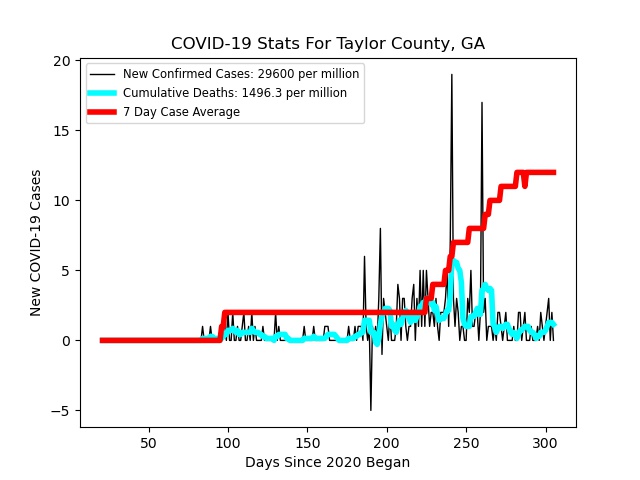 COVID-19 Stats For Taylor County, GA
New Confirmed Cases: 29600 per million
Cumulative Deaths: 1496.3 per million
7 Day Case Average
New COVID-19 Cases
20
15
10
5
0
−5
50 100 150 200 250 300
Days Since 2020 Began